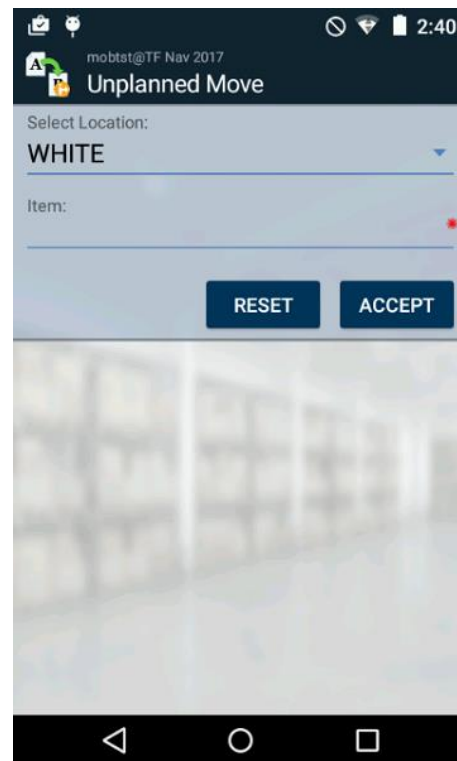 2:40
mobtst@TF Nav 2017
Unplanned Move
Select Location:
WHITE
Item:
RESET ACCEPT